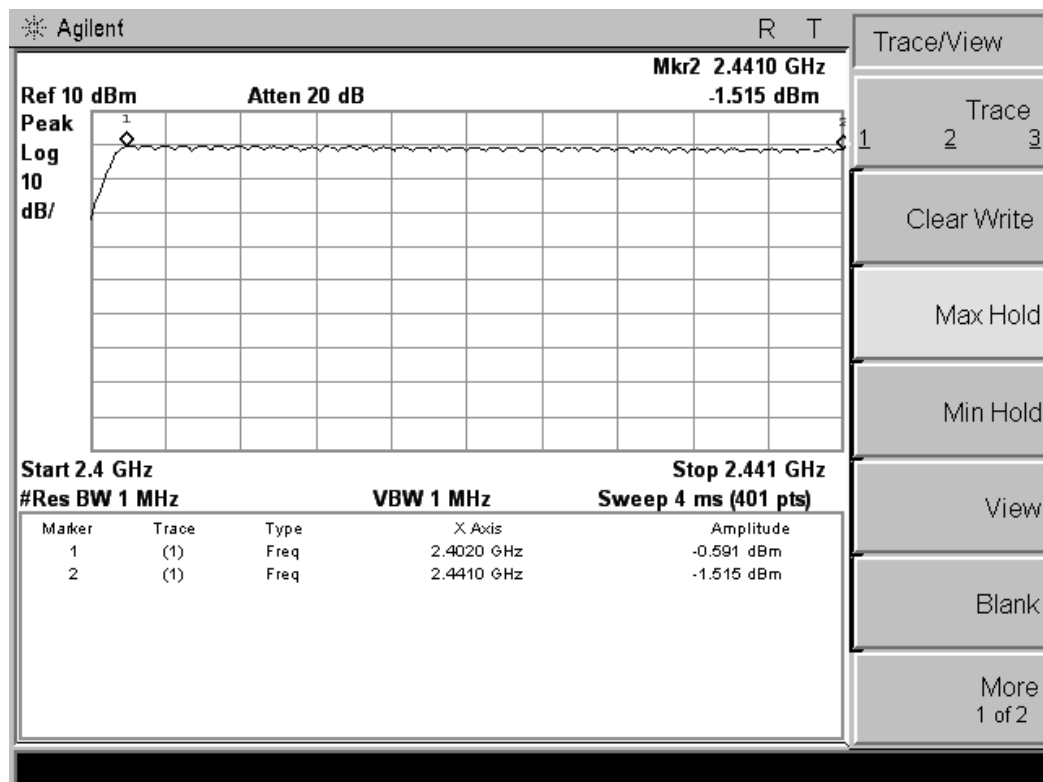 Agilent R T
Mkr2 2.4410 GHz
Ref 10 dBm Atten 20 dB -1.515 dBm
Peak
Log
10
dB/
1
2
Start 2.4 GHz Stop 2.441 GHz
#Res BW 1 MHz VBW 1 MHz Sweep 4 ms (401 pts)
Marker Trace Type X Axis Amplitude
1 (1) Freq 2.4020 GHz -0.591 dBm
2 (1) Freq 2.4410 GHz -1.515 dBm
Trace/View
Trace
1 2 3
Clear Write
Max Hold
Min Hold
View
Blank
More
1 of 2